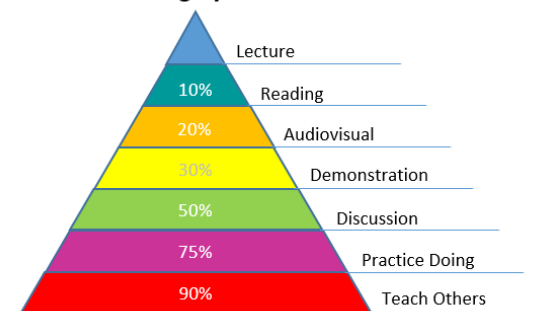 Lecture
10% Reading
20% Audiovisual
30% Demonstration
50% Discussion
75% Practice Doing
90% Teach Others